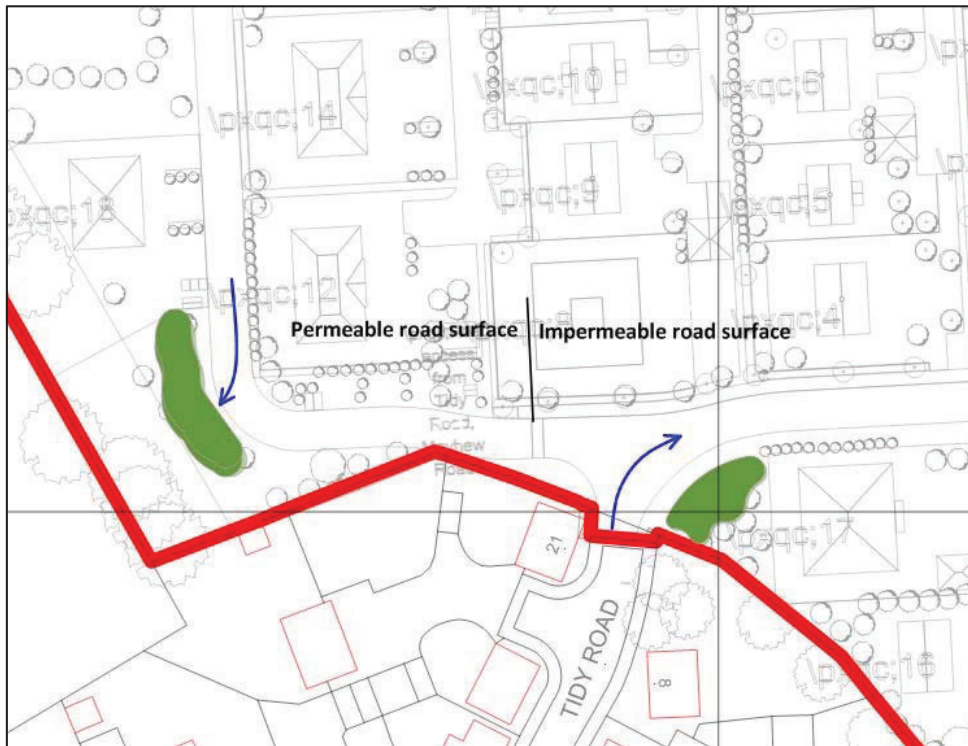 \pxqc;14
\pxqc;10
\pxqc;6
\pxqc;9
\pxqc;5
pxqc;18
\pxqc;12
\pxqc;4
Permeable road surface
Impermeable road surface
from
Tidy
Road,
Mayhew
Road
\pxqc;17
21
TIDY ROAD
8
\pxqc;16